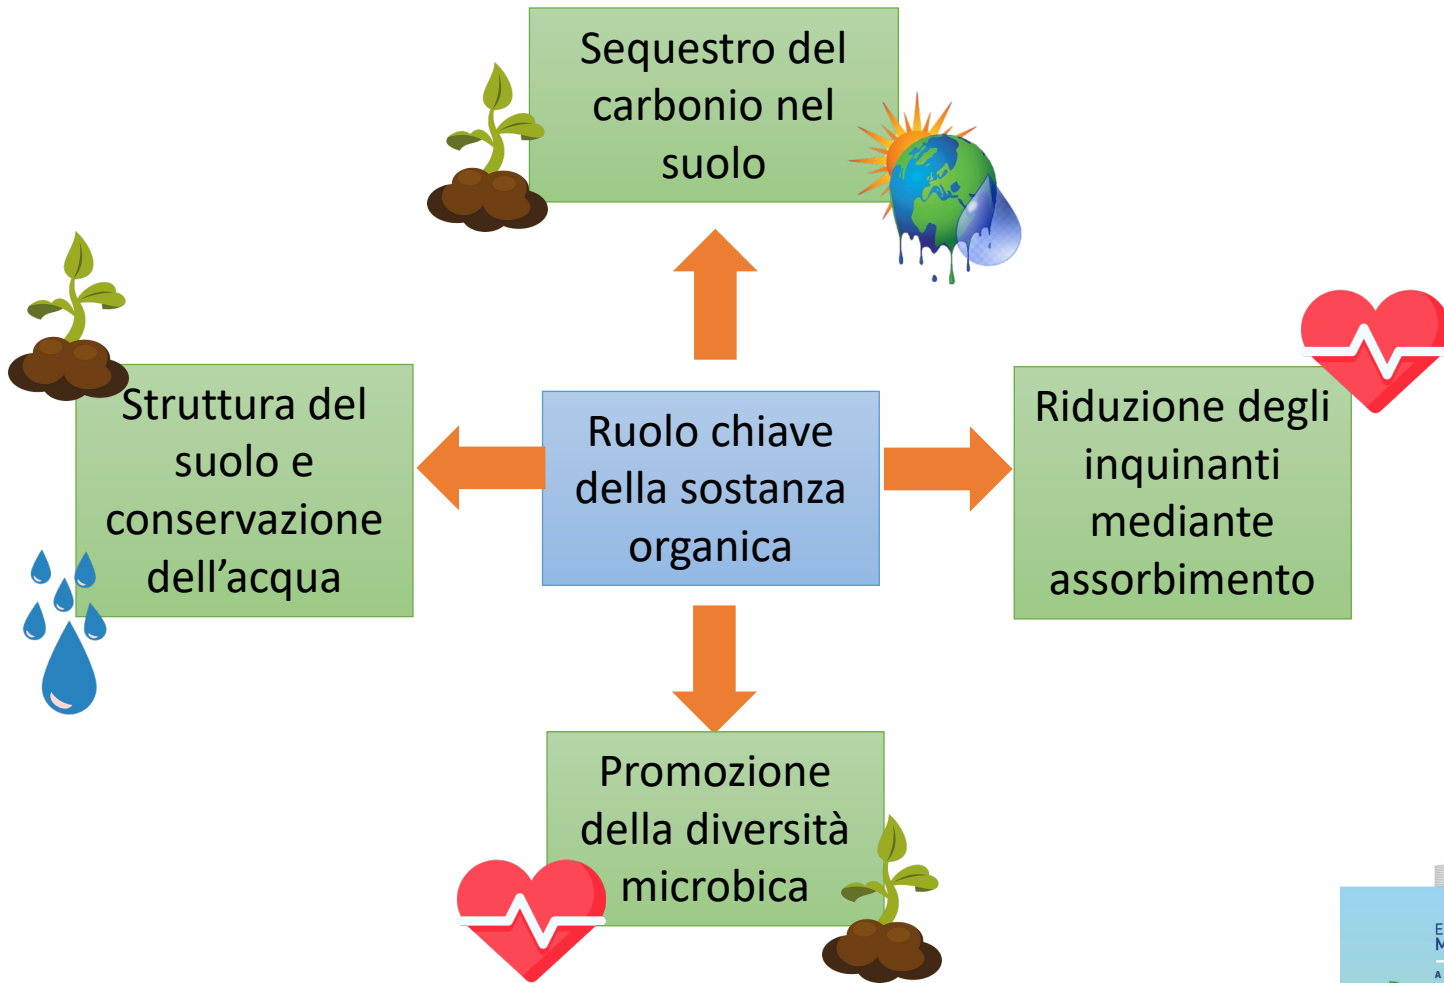 Sequestro del
carbonio nel
suolo
Struttura del
suolo e
conservazione
dell’acqua
Ruolo chiave
della sostanza
organica
Riduzione degli
inquinanti
mediante
assorbimento
Promozione
della diversità
microbica